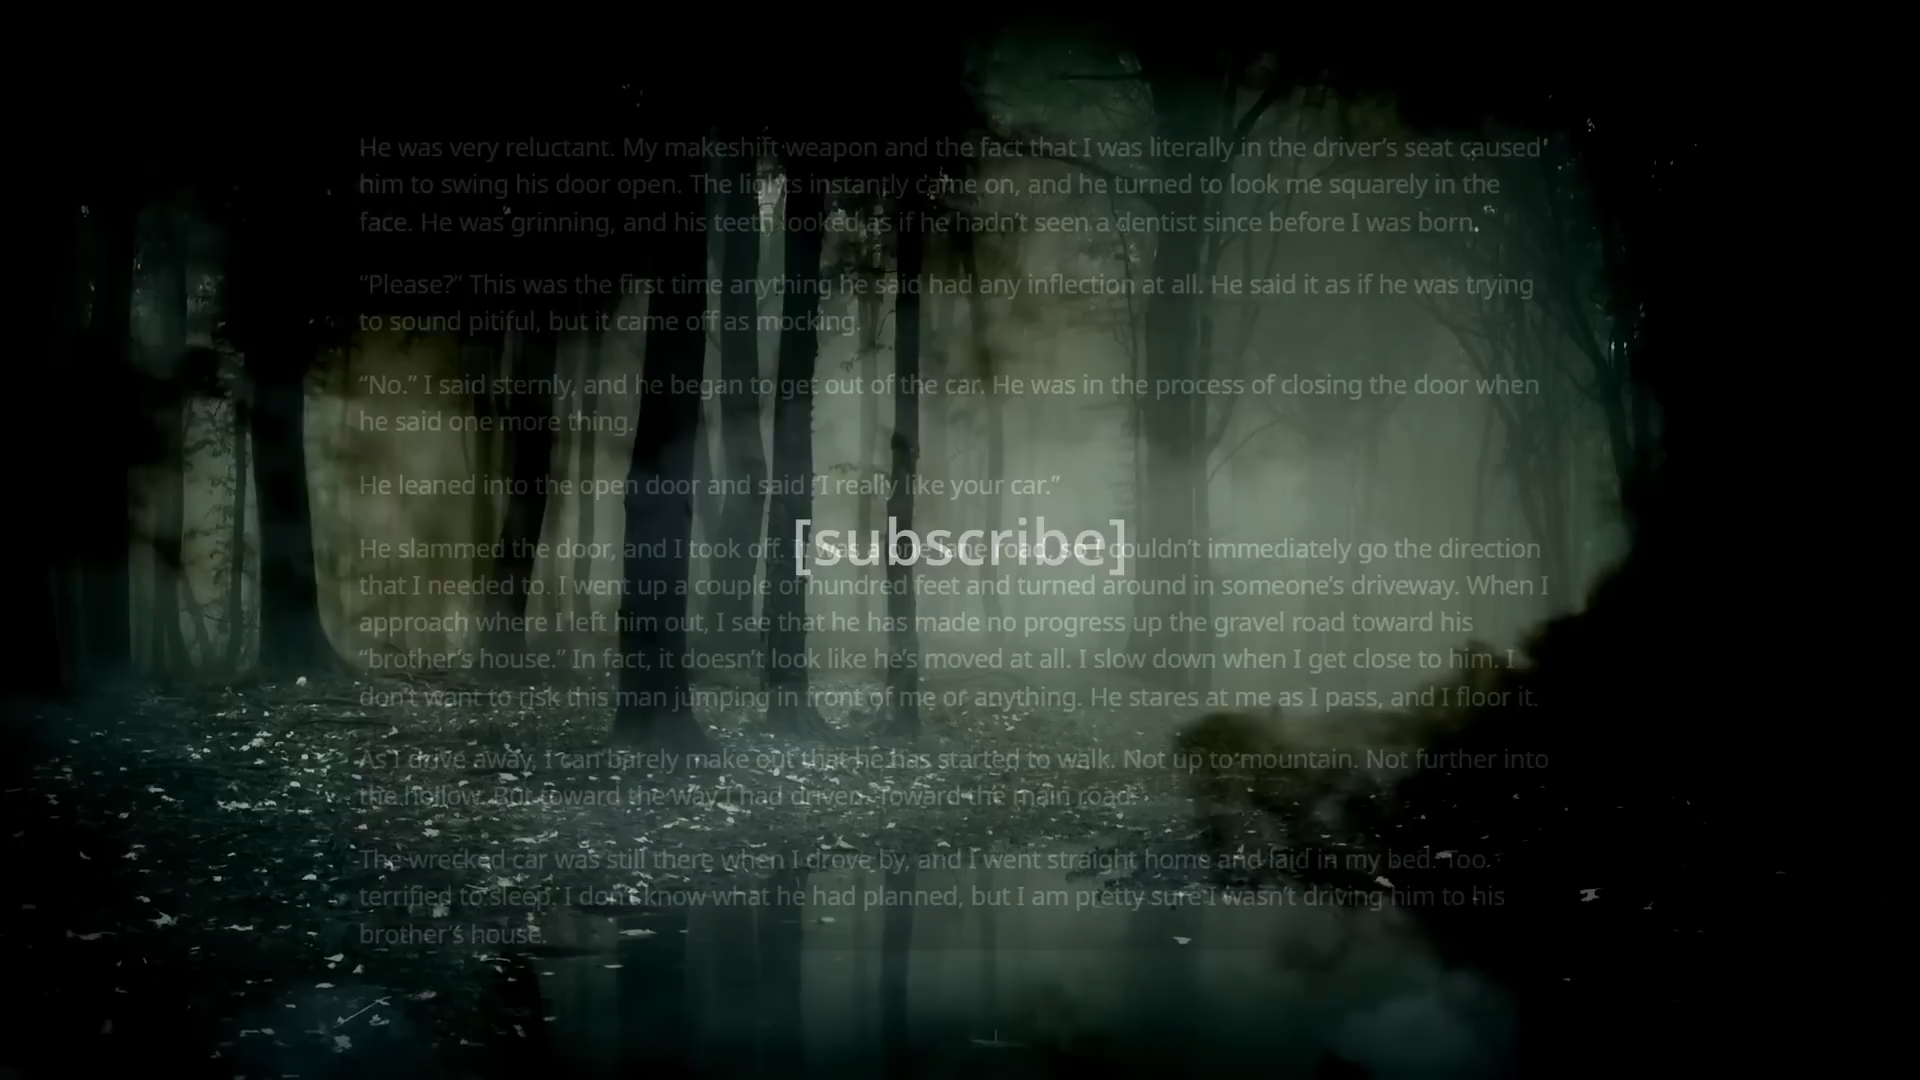 He was very reluctant. My makeshift weapon and the fact that I was literally in the driver’s seat caused
him to swing his door open. The lights instantly came on, and he turned to look me squarely in the
face. He was grinning, and his teeth looked as if he hadn’t seen a dentist since before I was born.
“Please?” This was the first time anything he said had any inflection at all. He said it as if he was trying
to sound pitiful, but it came off as mocking.
“No.” I said sternly, and he began to get out of the car. He was in the process of closing the door when
he said one more thing.
He leaned into the open door and said “I really like your car.”
[subscribe]
He slammed the door, and I took off. It was a one lane road, so I couldn’t immediately go the direction
that I needed to. I went up a couple of hundred feet and turned around in someone’s driveway. When I
approach where I left him out, I see that he has made no progress up the gravel road toward his
“brother’s house.” In fact, it doesn’t look like he’s moved at all. I slow down when I get close to him. I
don’t want to risk this man jumping in front of me or anything. He stares at me as I pass, and I floor it.
As I drive away, I can barely make out that he has started to walk. Not up to mountain. Not further into
the hollow. But toward the way I had driven. Toward the main road.
The wrecked car was still there when I drove by, and I went straight home and laid in my bed. Too
terrified to sleep. I don’t know what he had planned, but I am pretty sure I wasn’t driving him to his
brother’s house.